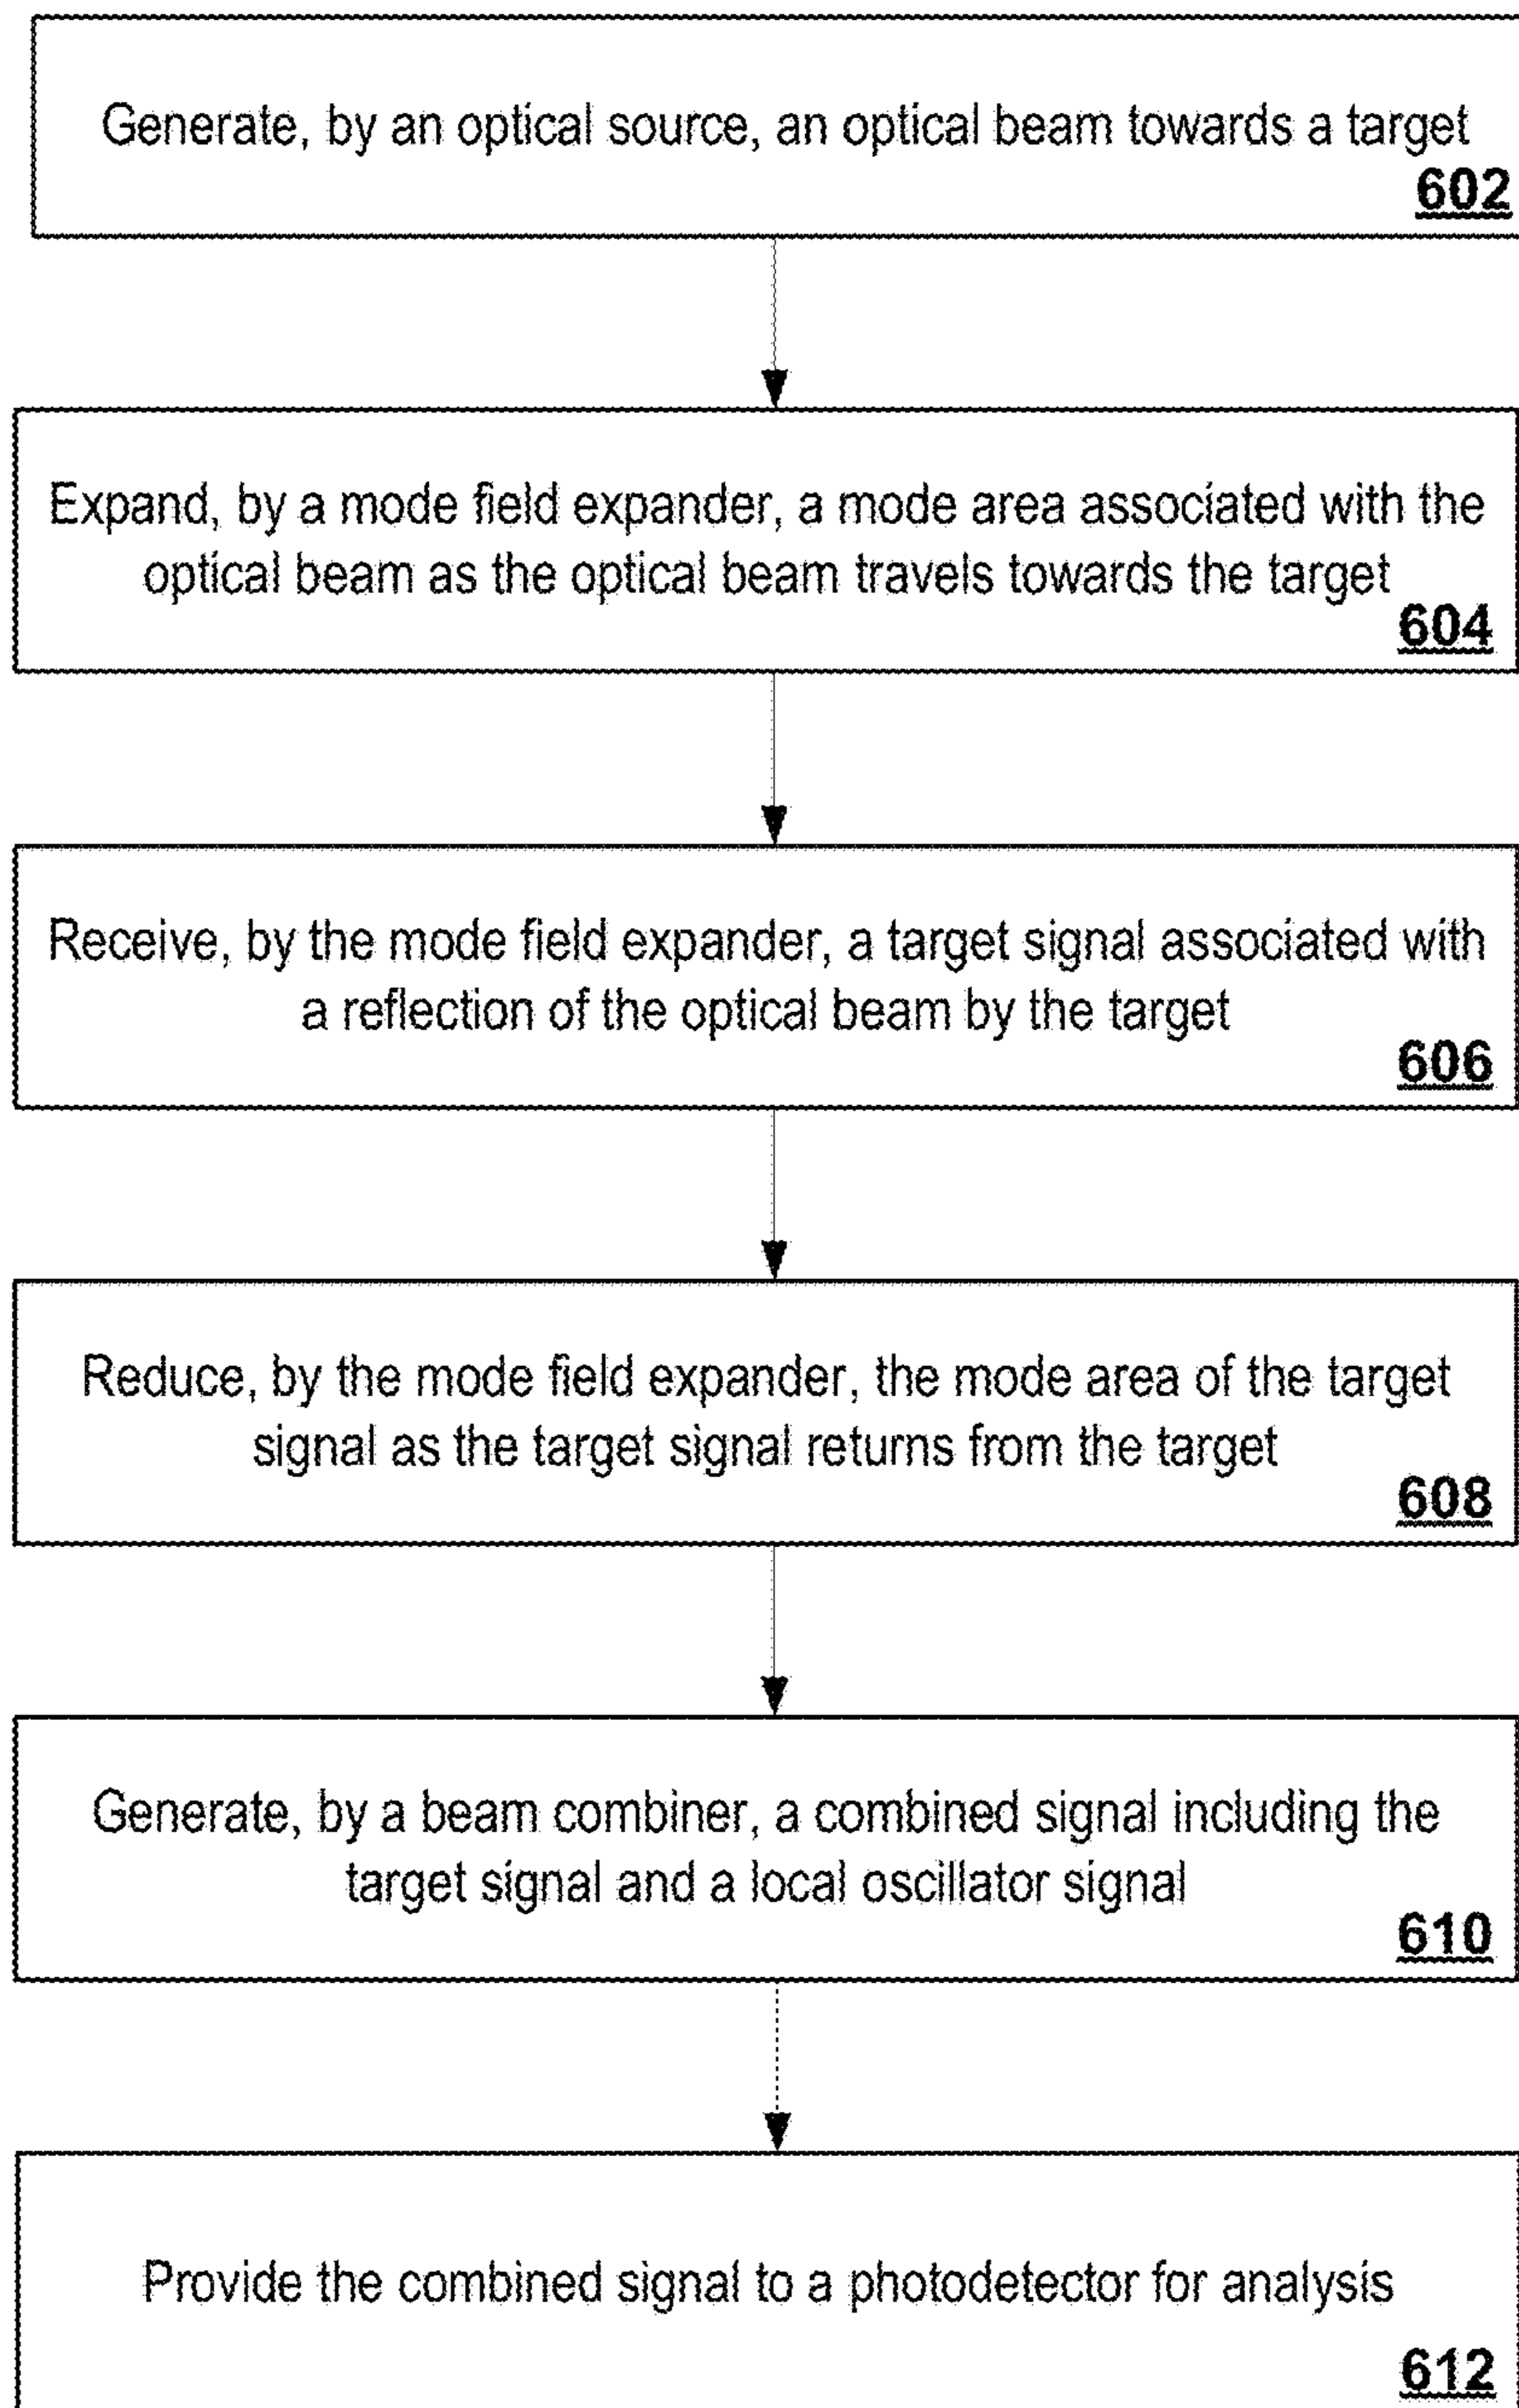 Generate, by an optical source, an optical beam towards a target
602
Expand, by a mode field expander, a mode area associated with the
optical beam as the optical beam travels towards the target
604
Receive, by the mode field expander, a target signal associated with
a reflection of the optical beam by the target
606
Reduce, by the mode field expander, the mode area of the target
signal as the target signal returns from the target
608
Generate, by a beam combiner, a combined signal including the
target signal and a local oscillator signal
610
Provide the combined signal to a photodetector for analysis
612